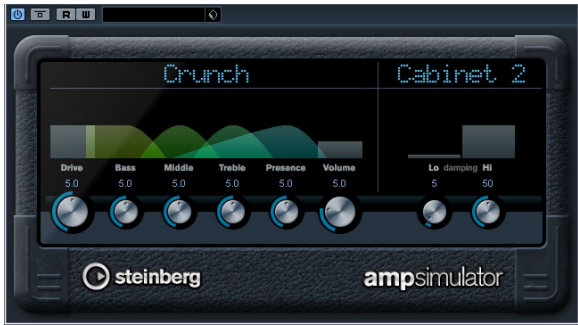 R W
Crunch Cabinet 2
Drive Bass Middle Treble Presence Volume Lo damping Hi
5.0 5.0 5.0 5.0 5.0 5.0 5 50
steinberg ampsimulator